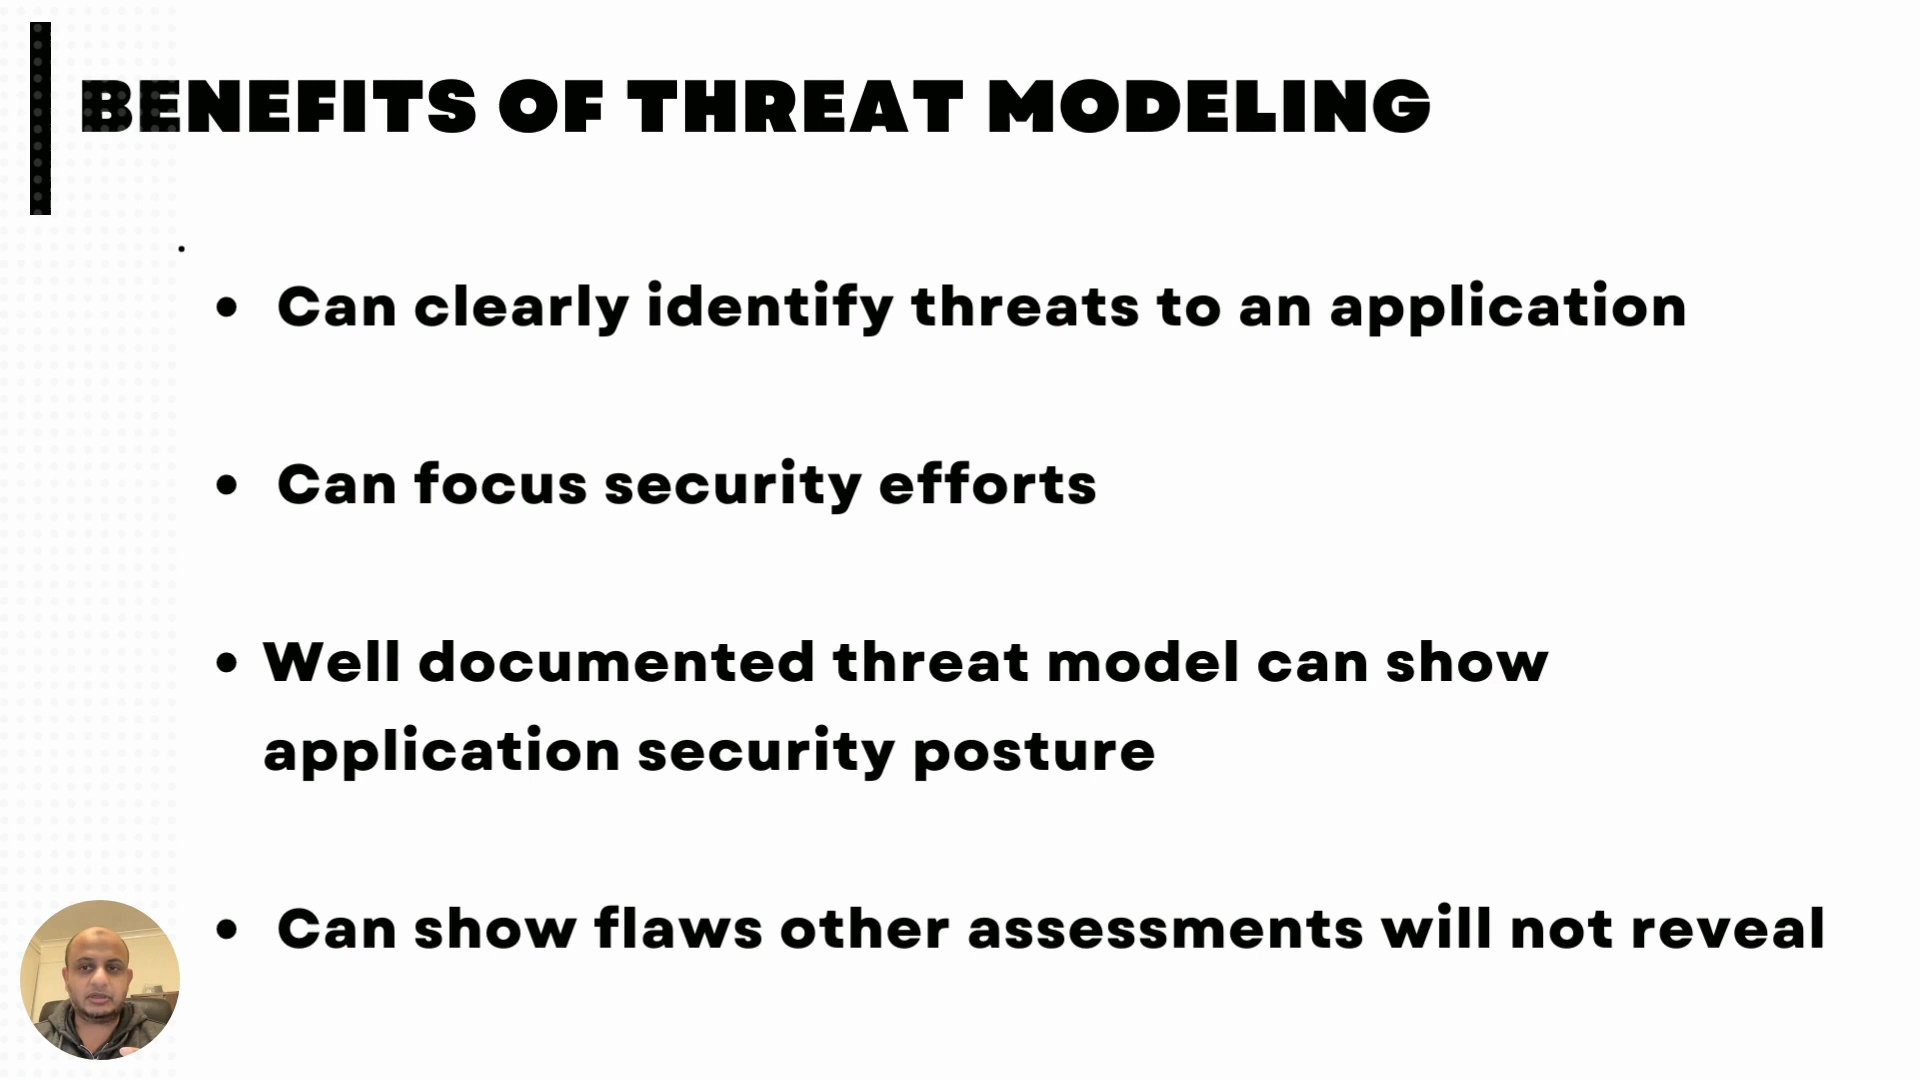 BENEFITS OF THREAT MODELING
• Can clearly identify threats to an application
• Can focus security efforts
• Well documented threat model can show
application security posture
• Can show flaws other assessments will not reveal